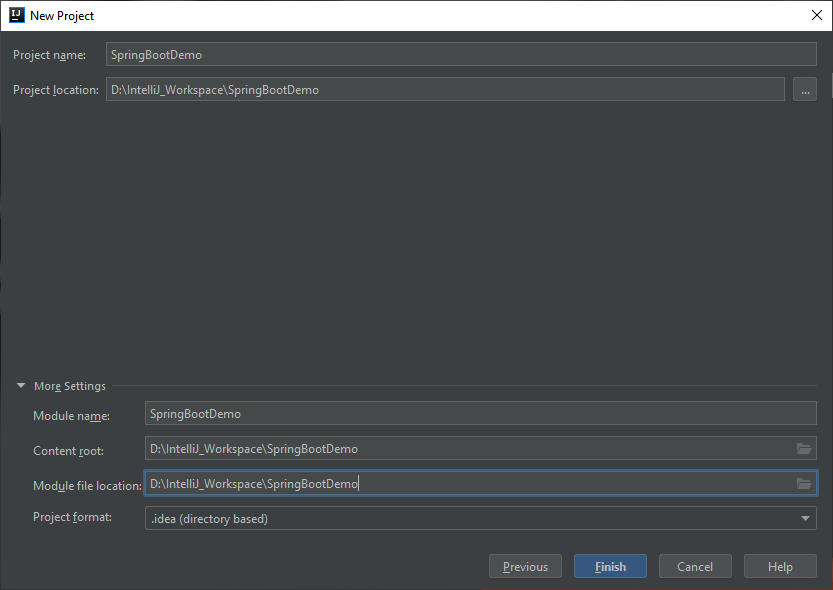 New Project
Project name: SpringBootDemo
Project location: D:\IntelliJ_Workspace\SpringBootDemo ...
More Settings
Module name: SpringBootDemo
Content root: D:\IntelliJ_Workspace\SpringBootDemo
Module file location: D:\IntelliJ_Workspace\SpringBootDemo
Project format: .idea (directory based)
Previous Finish Cancel Help